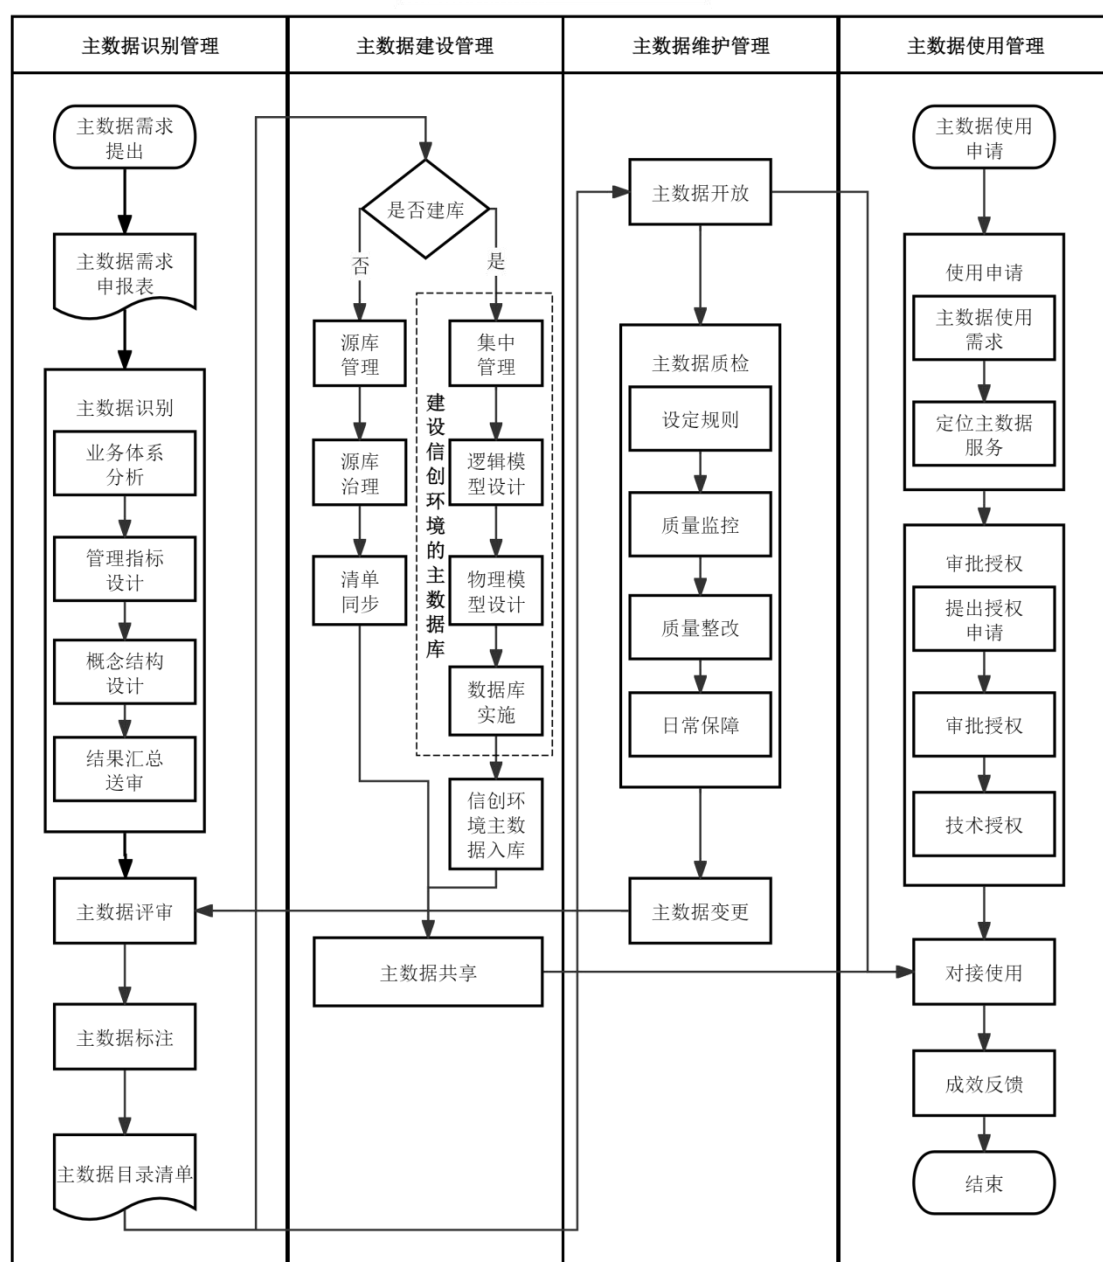 主数据识别管理
主数据建设管理
主数据维护管理
主数据使用管理
主数据需求
提出
主数据需求
申报表
主数据识别
业务体系
分析
管理指标
设计
概念结构
设计
结果汇总
送审
主数据评审
主数据标注
主数据目录清单
是否建库
否
是
源库
管理
源库
治理
清单
同步
建设信创环境的主数据库
集中
管理
逻辑模
型设计
物理模
型设计
数据库
实施
信创环
境主数
据入库
主数据共享
主数据开放
主数据质检
设定规则
质量监控
质量整改
日常保障
主数据变更
主数据使用
申请
使用申请
主数据使用
需求
定位主数据
服务
审批授权
提出授权
申请
审批授权
技术授权
对接使用
成效反馈
结束